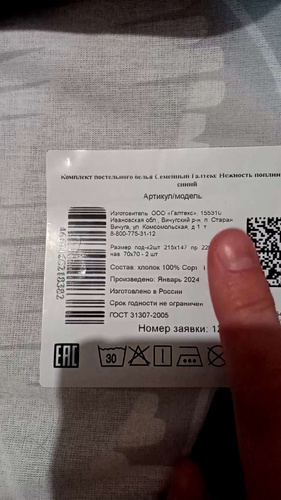 Комплект постельного белья Семейный Галтекс Нежность поплин
синий
Артикул/модель
Изготовитель ООО «Галтекс», 155310
Ивановская обл., Вичугский р-н, п. Старая
Вичуга, ул. Комсомольская, д.1
8-800-775-31-12
Размер под-к2шт 215х147 пр
нав 70х70 - 2 шт
Состав: хлопок 100% Сорт
Произведено: Январь 2024
Изготовлено в России
Срок годности не ограничен
ГОСТ 31307-2005
Номер заявки:
EAC
30